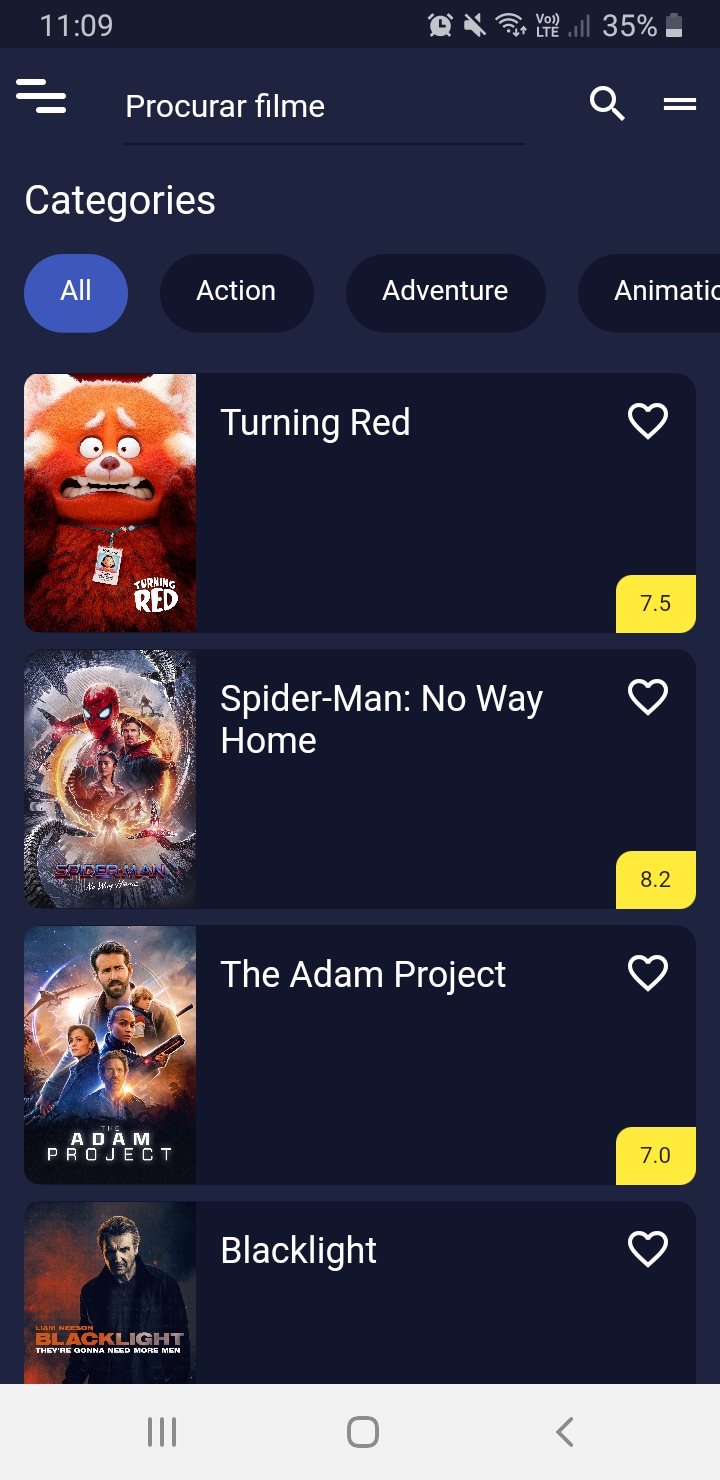 11:09
Vo))
LTE
35%
Procurar filme
Categories
All
Action
Adventure
Animatio
Turning Red
TURNING
RED
7.5
Spider-Man: No Way
Home
SPIDER-MAN
No Way Home
8.2
The Adam Project
THE
ADAM
PROJECT
7.0
Blacklight
LIAM NEESON
BLACKLIGHT
THEY'RE GONNA NEED MORE MEN